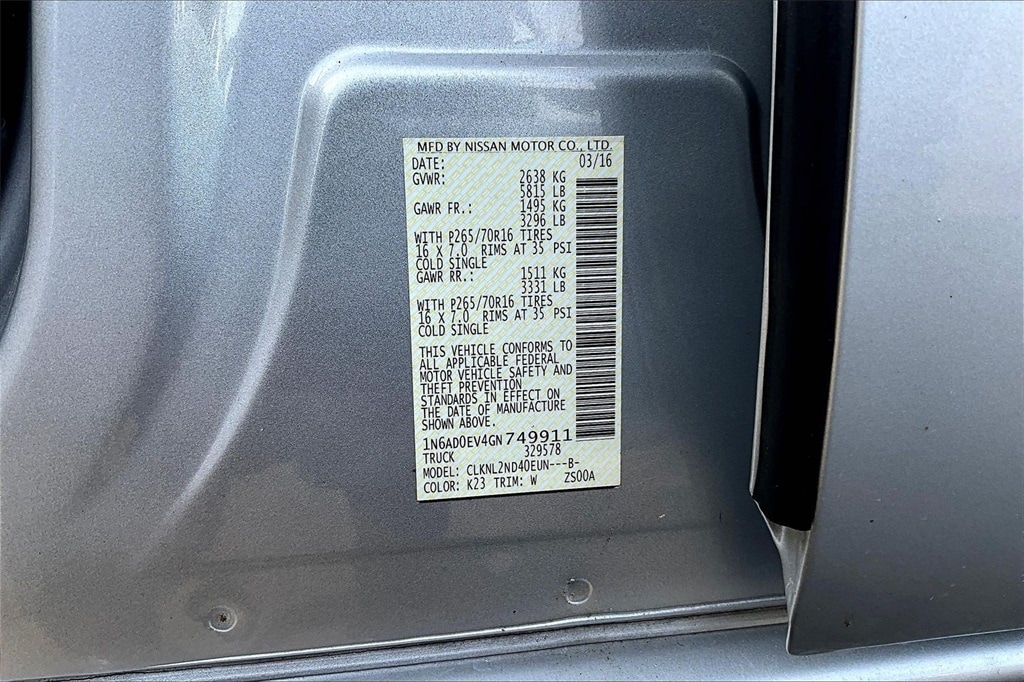 MFD BY NISSAN MOTOR CO., LTD.
DATE: 03/16
GVWR: 2638 KG
5815 LB
GAWR FR.: 1495 KG
3296 LB
WITH P265/70R16 TIRES
16 X 7.0 RIMS AT 35 PSI
COLD SINGLE
GAWR RR.: 1511 KG
3331 LB
WITH P265/70R16 TIRES
16 X 7.0 RIMS AT 35 PSI
COLD SINGLE
THIS VEHICLE CONFORMS TO
ALL APPLICABLE FEDERAL
MOTOR VEHICLE SAFETY AND
THEFT PREVENTION
STANDARDS IN EFFECT ON
THE DATE OF MANUFACTURE
SHOWN ABOVE.
1N6AD0EV4GN749911
TRUCK 329578
MODEL: CLKNL2ND40EUN---B-
COLOR: K23 TRIM: W ZS00A